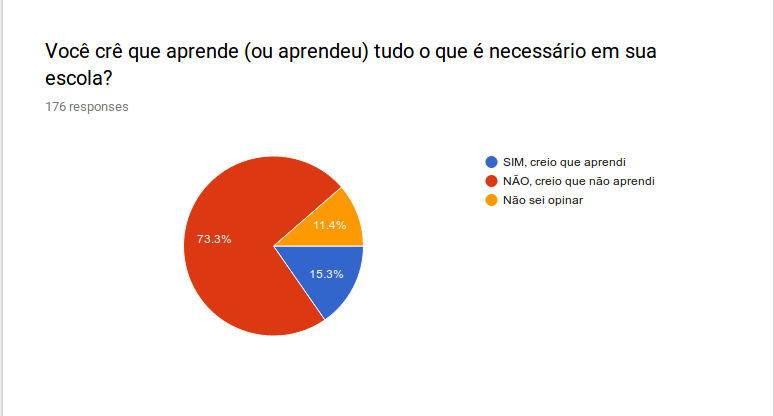 Você crê que aprende (ou aprendeu) tudo o que é necessário em sua
escola?
176 responses
SIM, creio que aprendi
NÃO, creio que não aprendi
Não sei opinar
11.4%
73.3%
15.3%